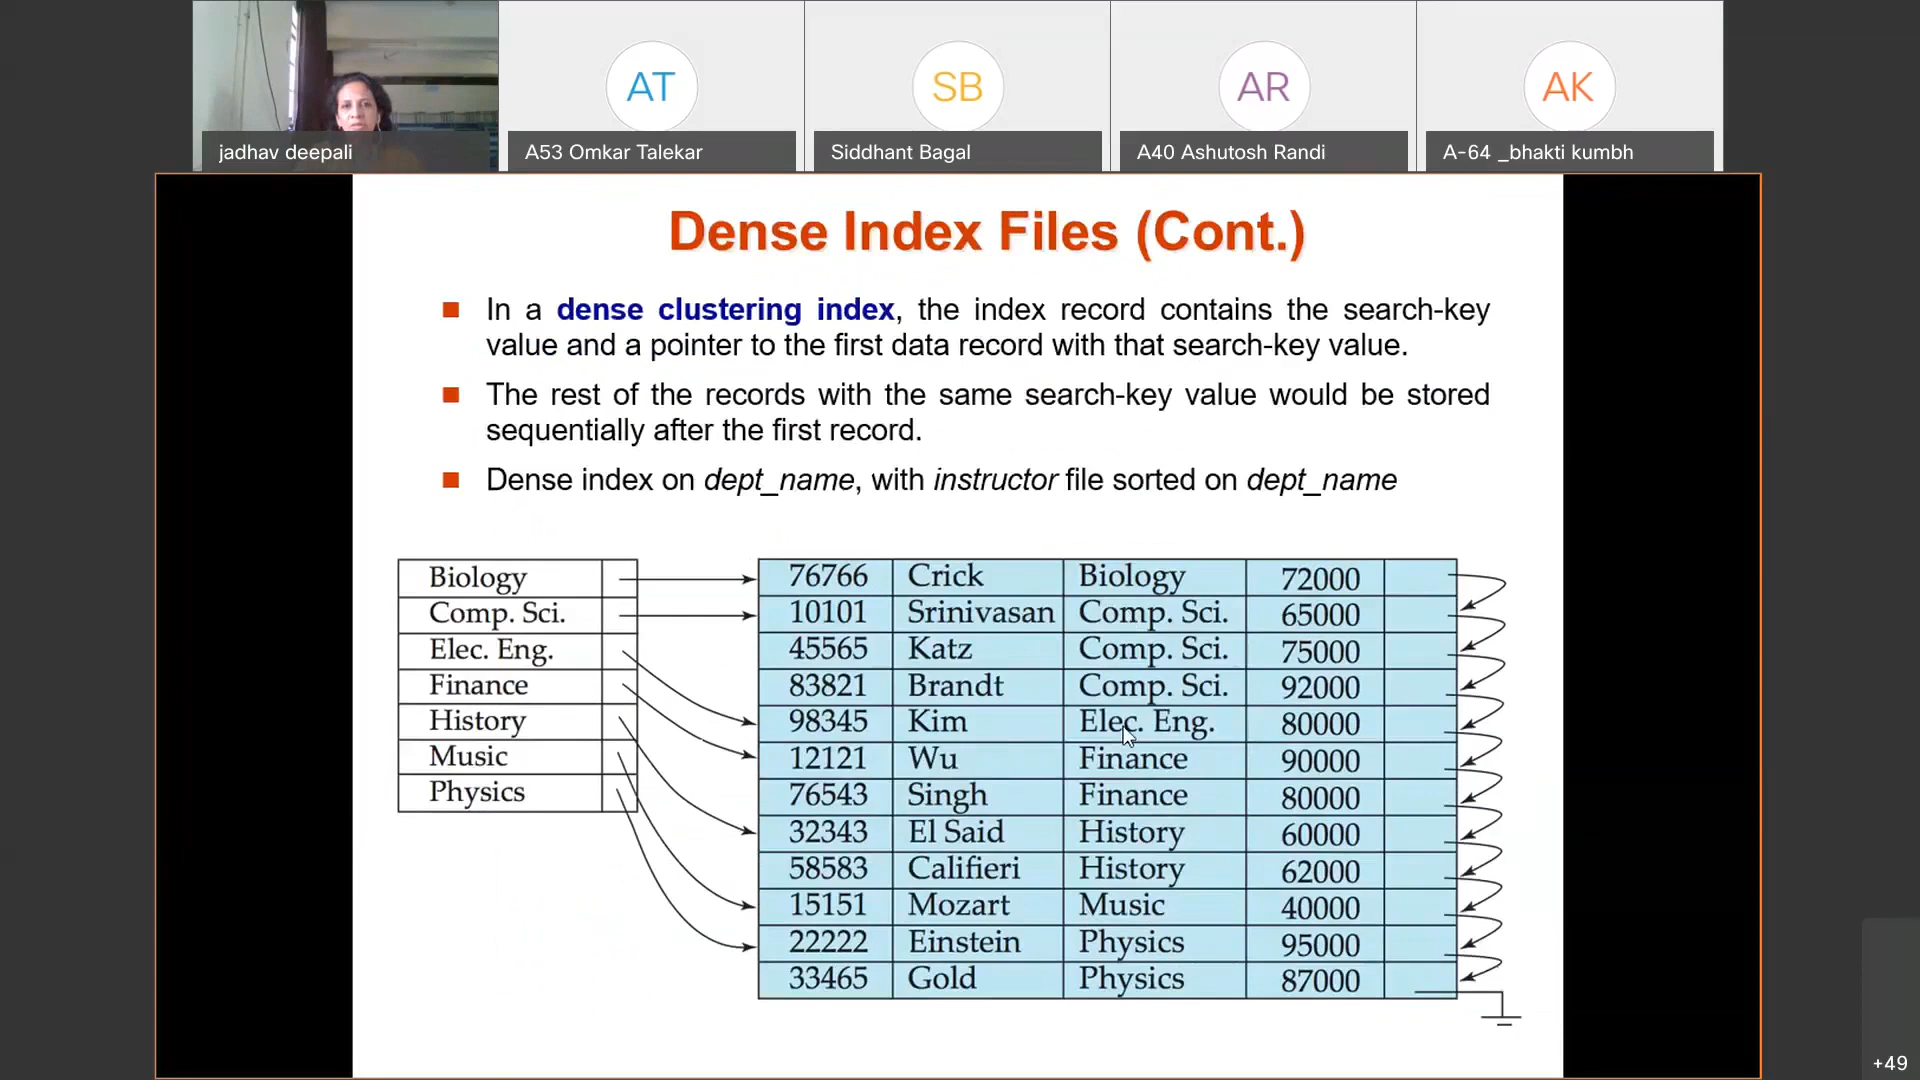 AT
SB
AR
AK
jadhav deepali
A53 Omkar Talekar
Siddhant Bagal
A40 Ashutosh Randi
A-64 _bhakti kumbh
Dense Index Files (Cont.)
In a dense clustering index, the index record contains the search-key
value and a pointer to the first data record with that search-key value.
The rest of the records with the same search-key value would be stored
sequentially after the first record.
Dense index on dept_name, with instructor file sorted on dept_name
Biology
Comp. Sci.
Elec. Eng.
Finance
History
Music
Physics
76766 Crick Biology 72000
10101 Srinivasan Comp. Sci. 65000
45565 Katz Comp. Sci. 75000
83821 Brandt Comp. Sci. 92000
98345 Kim Elec. Eng. 80000
12121 Wu Finance 90000
76543 Singh Finance 80000
32343 El Said History 60000
58583 Califieri History 62000
15151 Mozart Music 40000
22222 Einstein Physics 95000
33465 Gold Physics 87000
+49